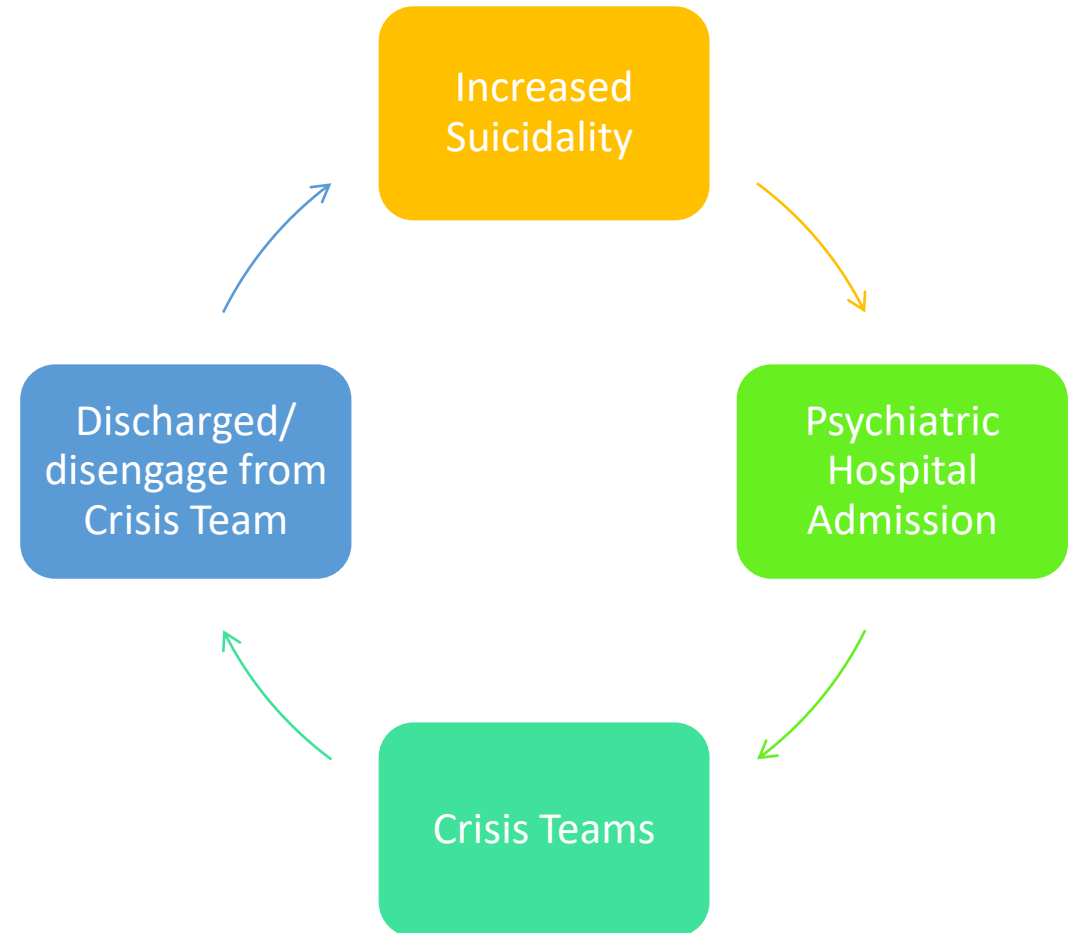 Increased
Suicidality
Discharged/
disengage from
Crisis Team
Psychiatric
Hospital
Admission
Crisis Teams